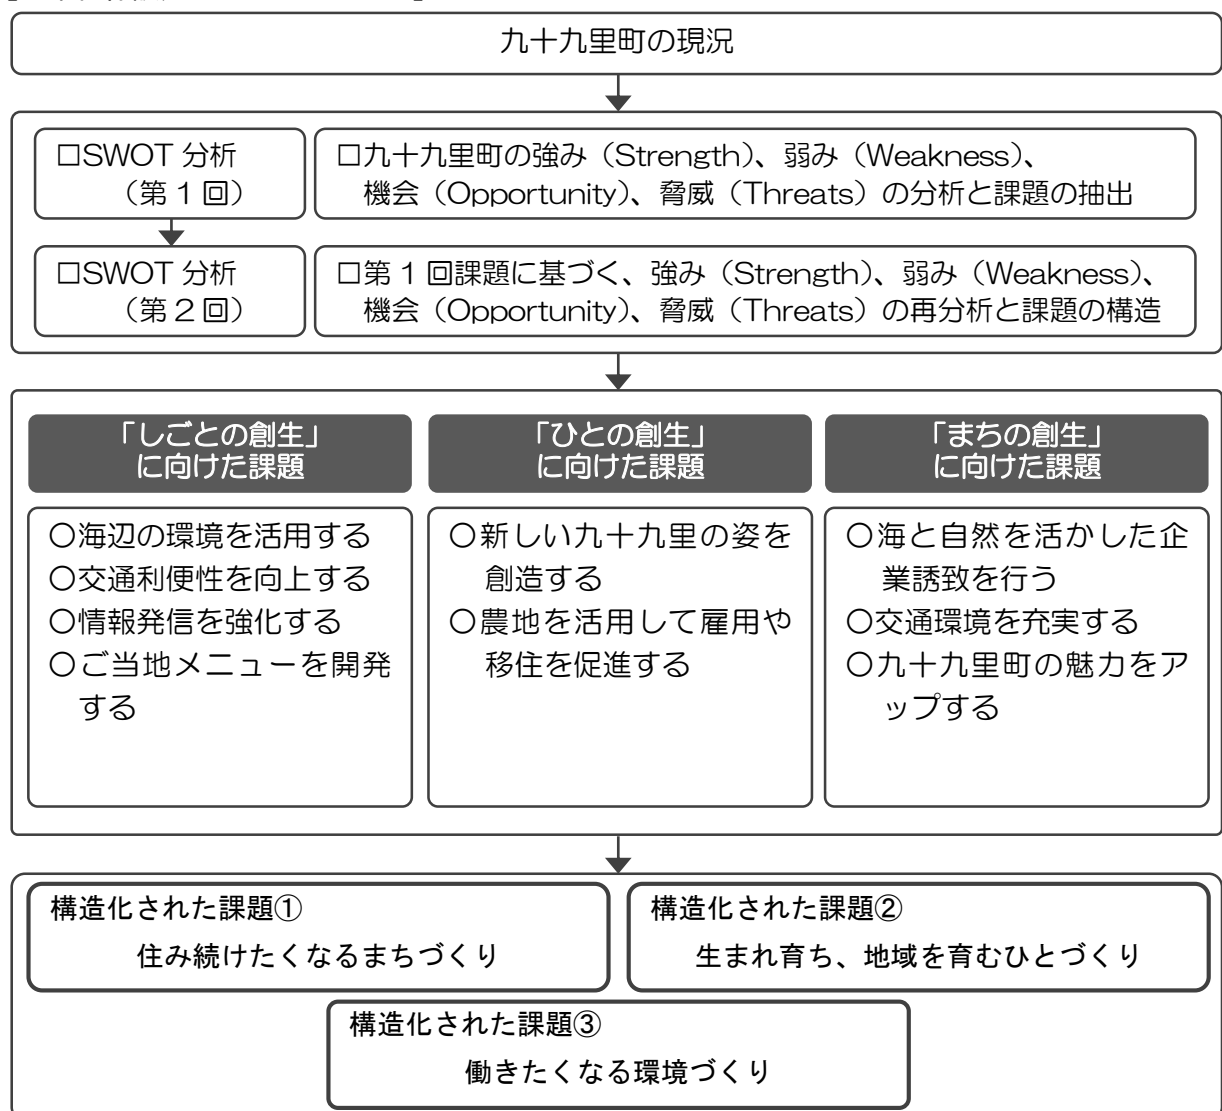 九十九里町の現況
□SWOT 分析
（第 1 回）
□九十九里町の強み（Strength）、弱み（Weakness）、
機会（Opportunity）、脅威（Threats）の分析と課題の抽出
□SWOT 分析
（第 2 回）
□第 1 回課題に基づく、強み（Strength）、弱み（Weakness）、
機会（Opportunity）、脅威（Threats）の再分析と課題の構造
「しごとの創生」
に向けた課題
○海辺の環境を活用する
○交通利便性を向上する
○情報発信を強化する
○ご当地メニューを開発
する
「ひとの創生」
に向けた課題
○新しい九十九里の姿を
創造する
○農地を活用して雇用や
移住を促進する
「まちの創生」
に向けた課題
○海と自然を活かした企
業誘致を行う
○交通環境を充実する
○九十九里町の魅力をア
ップする
構造化された課題①
住み続けたくなるまちづくり
構造化された課題②
生まれ育ち、地域を育むひとづくり
構造化された課題③
働きたくなる環境づくり